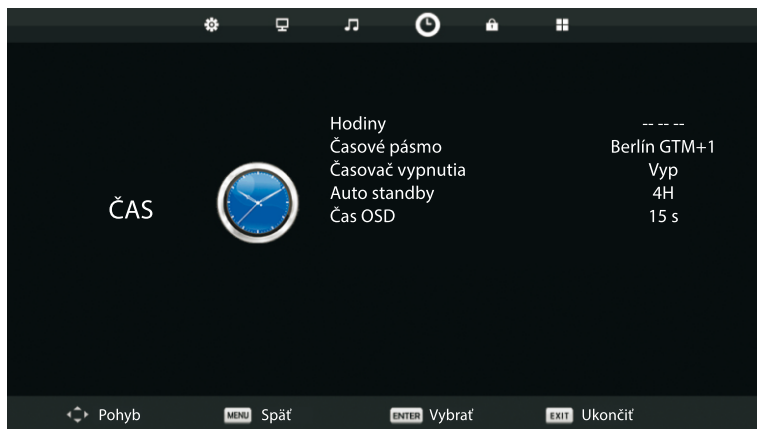 Hodiny -- -- --
Časové pásmo Berlín GTM+1
Časovač vypnutia Vyp
Auto standby 4H
Čas OSD 15 s
ČAS
Pohyb MENU Späť ENTER Vybrať EXIT Ukončiť